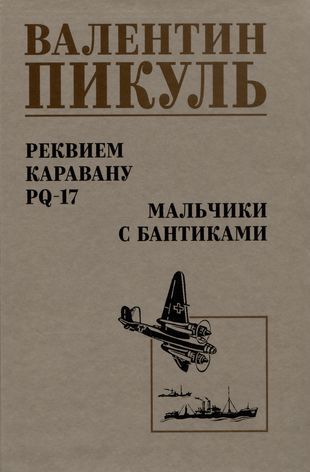 ВАЛЕНТИН
ПИКУЛЬ
РЕКВИЕМ
КАРАВАНУ
PQ-17
МАЛЬЧИКИ
С БАНТИКАМИ